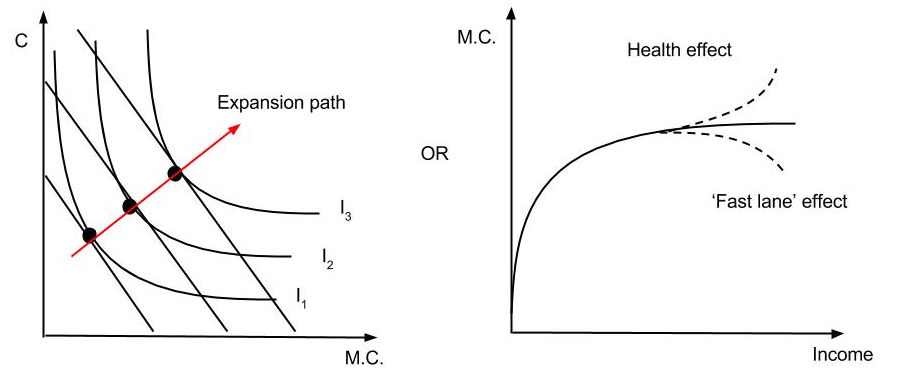 C
Expansion path
I3
I2
I1
M.C.
OR
M.C.
Health effect
‘Fast lane’ effect
Income